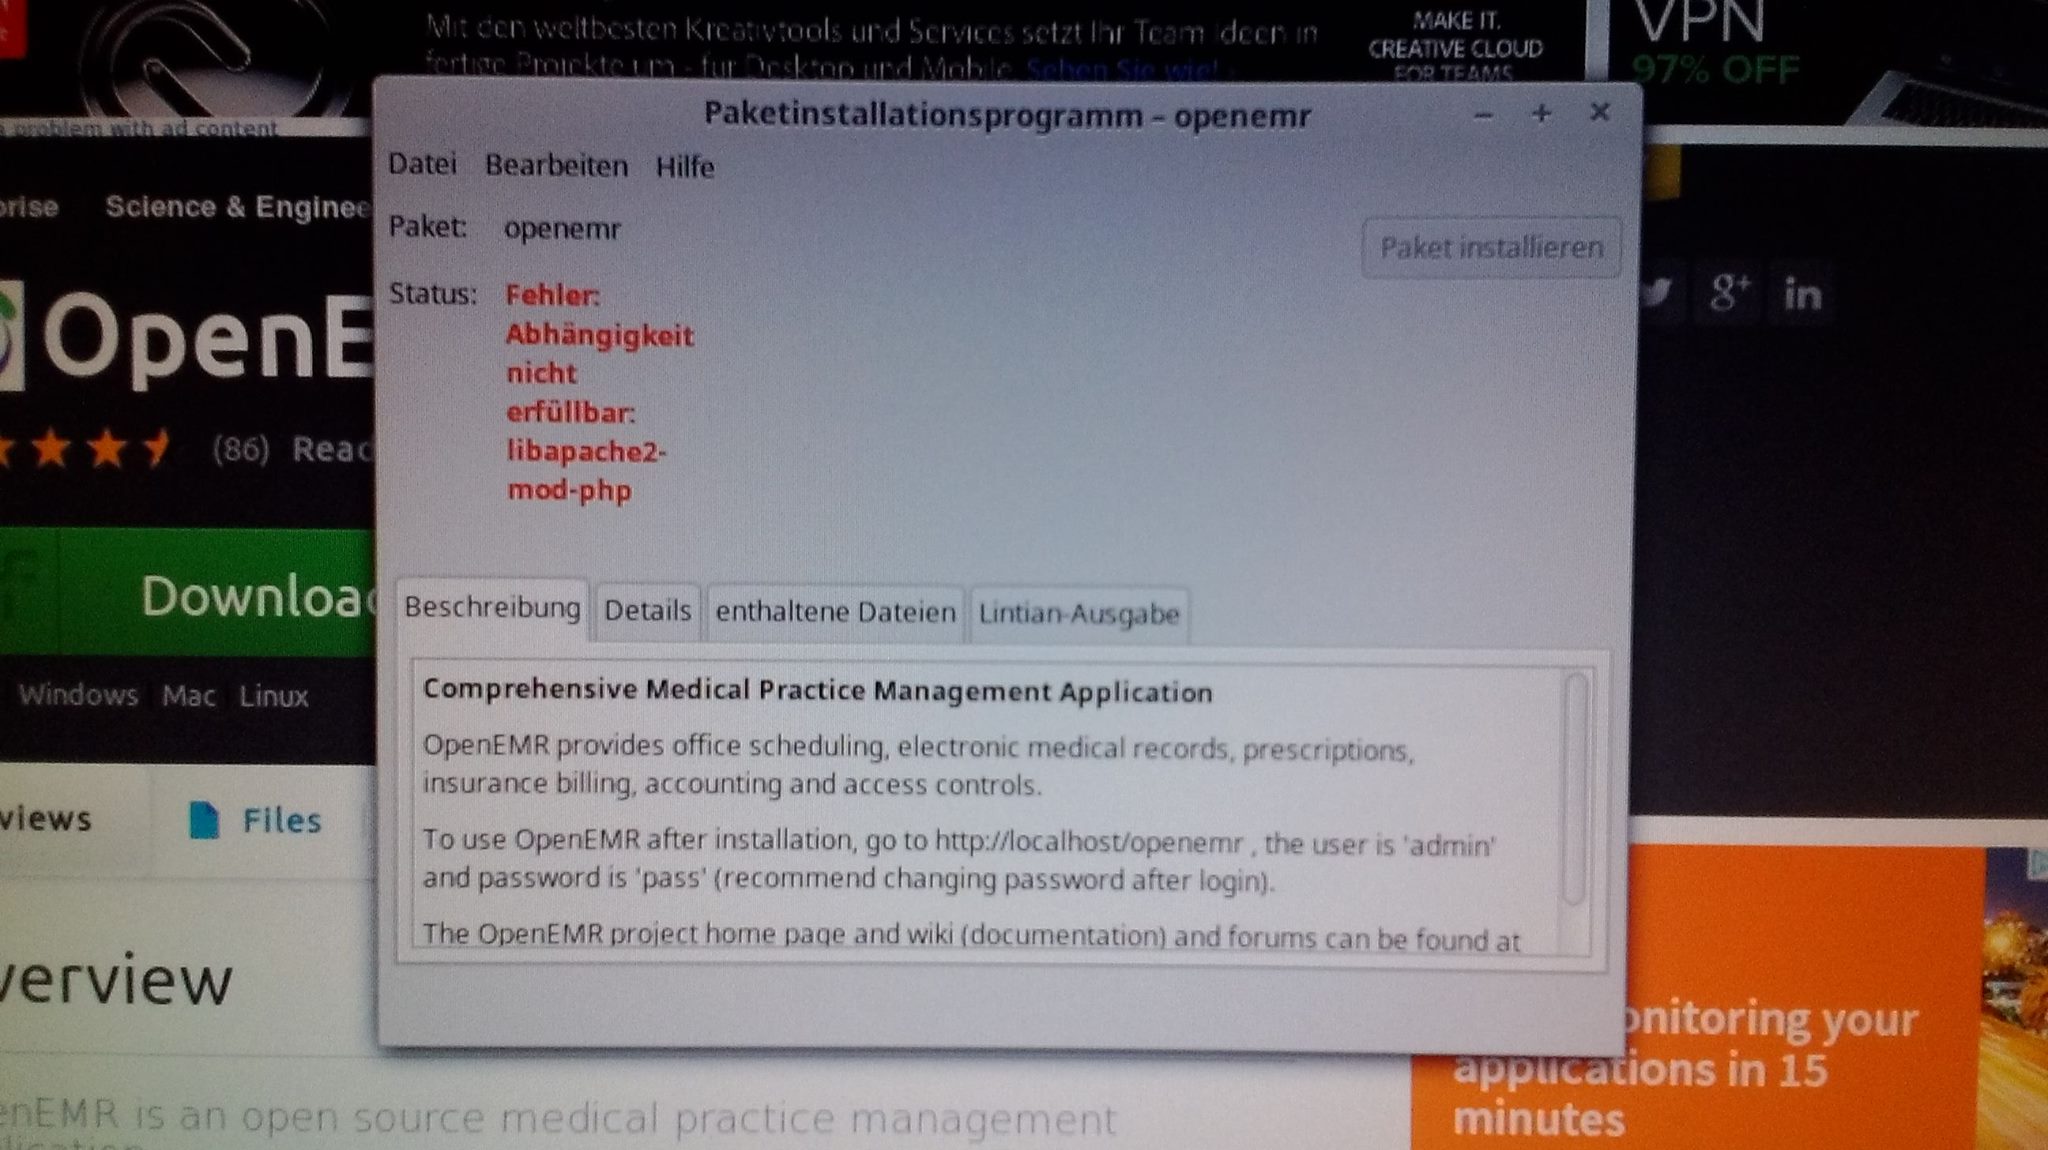 Mit den weltbesten Kreativtools und Services setzt Ihr Team Ideen in
fertige Projekte um - für Desktop und Mobile. Sehen Sie wie!
MAKE IT.
CREATIVE CLOUD
FOR TEAMS
VPN
97% OFF
problem with ad content
Paketinstallationsprogramm – openemr
Datei Bearbeiten Hilfe
Science & Enginee
Paket: openemr
Paket installieren
Status: Fehler:
Abhängigkeit
nicht
erfüllbar:
libapache2-
mod-php
g+ in
OpenE
(86) Read
Download
Windows Mac Linux
Beschreibung Details enthaltene Dateien Lintian-Ausgabe
Comprehensive Medical Practice Management Application
OpenEMR provides office scheduling, electronic medical records, prescriptions,
insurance billing, accounting and access controls.
To use OpenEMR after installation, go to http://localhost/openemr , the user is 'admin'
and password is 'pass' (recommend changing password after login).
The OpenEMR project home page and wiki (documentation) and forums can be found at
views
Files
verview
enEMR is an open source medical practice management
onitoring your
applications in 15
minutes